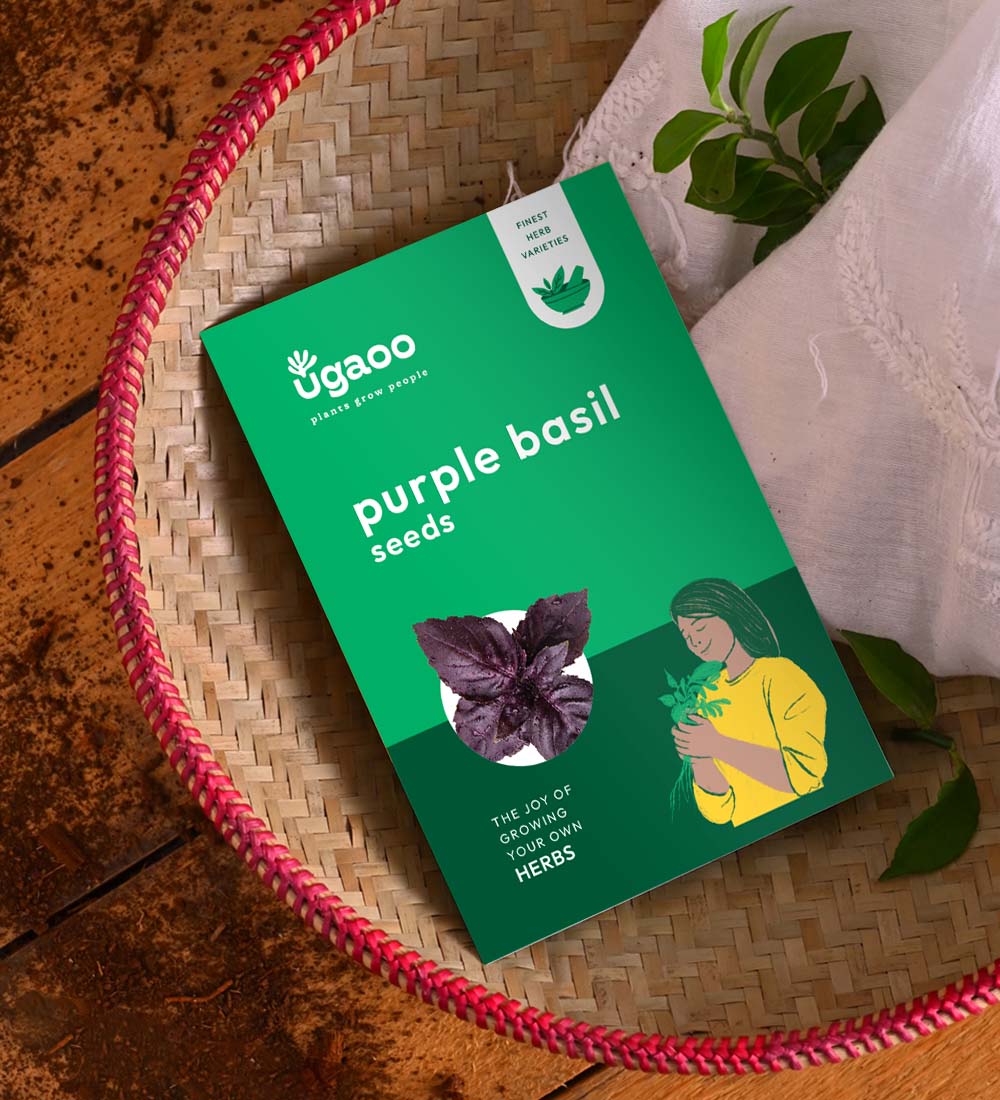 FINEST
HERB
VARIETIES
ugaoo
plants grow people
purple basil
seeds
THE JOY OF
GROWING
YOUR OWN
HERBS